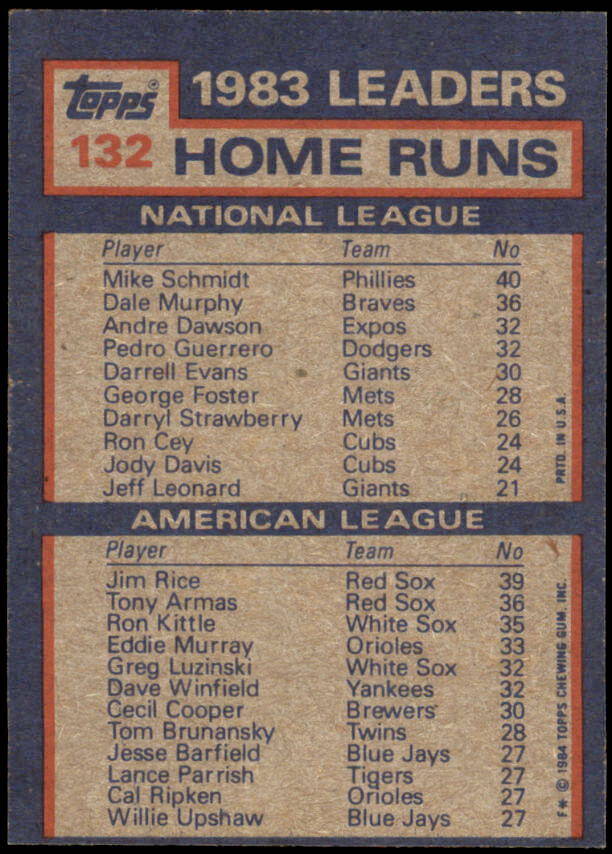 Topps ©
132
1983 LEADERS
HOME RUNS
NATIONAL LEAGUE
Player Team No
Mike Schmidt Phillies 40
Dale Murphy Braves 36
Andre Dawson Expos 32
Pedro Guerrero Dodgers 32
Darrell Evans Giants 30
George Foster Mets 28
Darryl Strawberry Mets 26
Ron Cey Cubs 24
Jody Davis Cubs 24
Jeff Leonard Giants 21
PRTD. IN U.S.A.
AMERICAN LEAGUE
Player Team No
Jim Rice Red Sox 39
Tony Armas Red Sox 36
Ron Kittle White Sox 35
Eddie Murray Orioles 33
Greg Luzinski White Sox 32
Dave Winfield Yankees 32
Cecil Cooper Brewers 30
Tom Brunansky Twins 28
Jesse Barfield Blue Jays 27
Lance Parrish Tigers 27
Cal Ripken Orioles 27
Willie Upshaw Blue Jays 27
F* © 1984 TOPPS CHEWING GUM, INC.